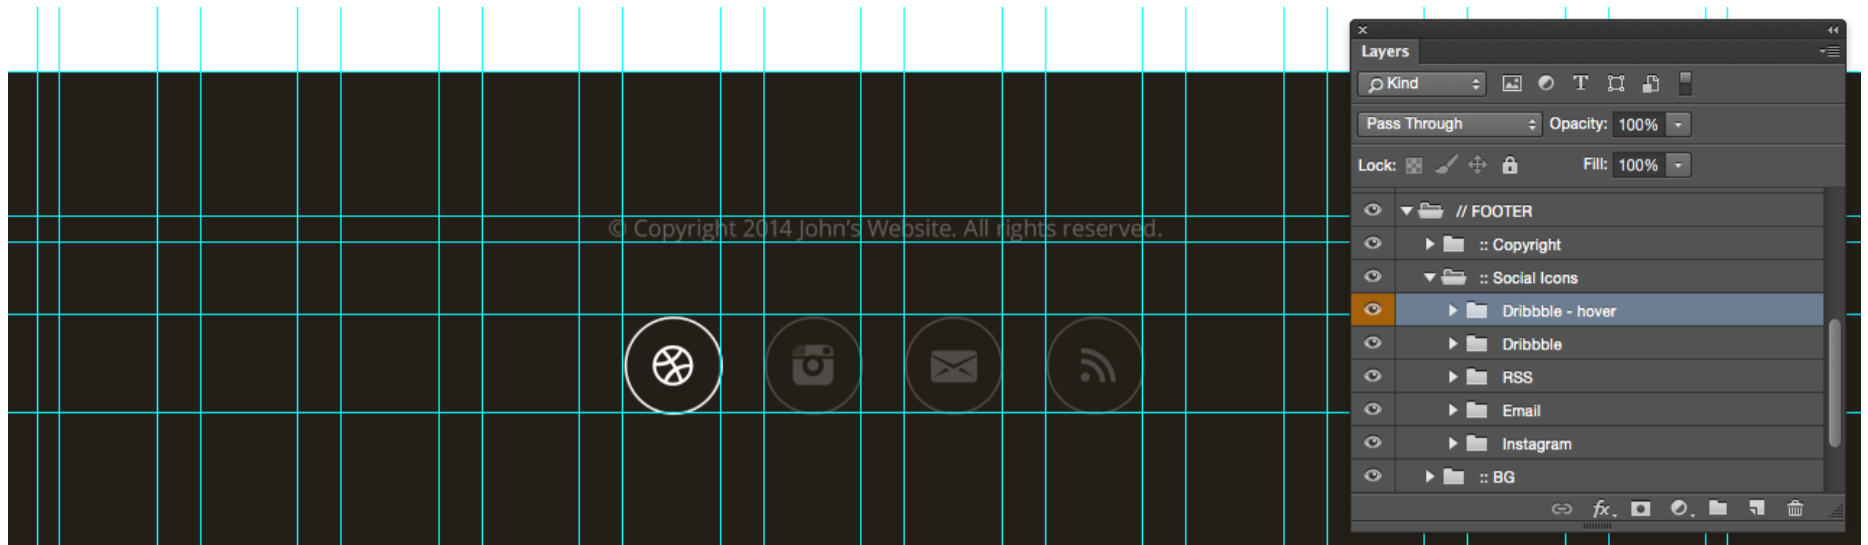 © Copyright 2014 John's Website. All rights reserved.
Layers
Kind
Pass Through Opacity: 100%
Lock: Fill: 100%
// FOOTER
:: Copyright
:: Social Icons
Dribbble - hover
Dribbble
RSS
Email
Instagram
:: BG
fx